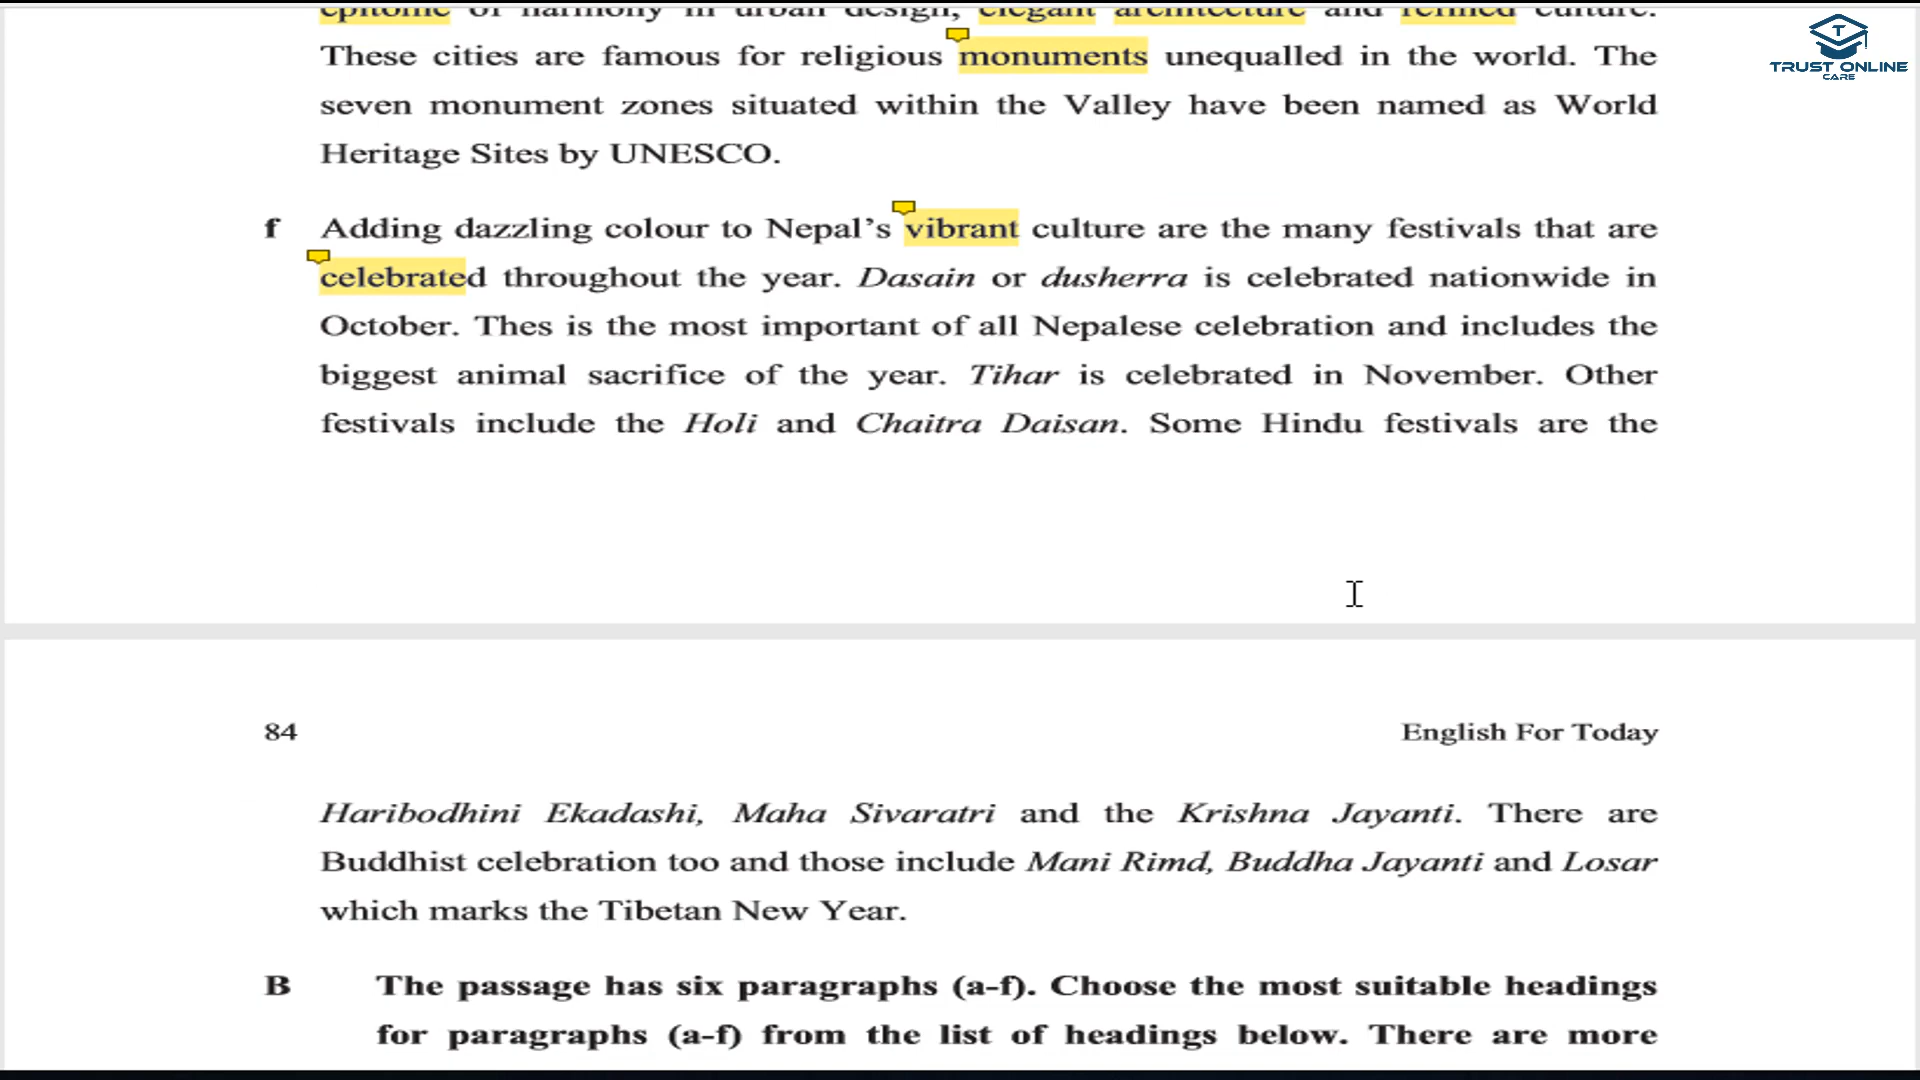 epitome of harmony in urban design, elegant architecture and refined culture.
These cities are famous for religious monuments unequalled in the world. The
seven monument zones situated within the Valley have been named as World
Heritage Sites by UNESCO.
f Adding dazzling colour to Nepal’s vibrant culture are the many festivals that are
celebrated throughout the year. Dasain or dusherra is celebrated nationwide in
October. Thes is the most important of all Nepalese celebration and includes the
biggest animal sacrifice of the year. Tihar is celebrated in November. Other
festivals include the Holi and Chaitra Daisan. Some Hindu festivals are the
84 English For Today
Haribodhini Ekadashi, Maha Sivaratri and the Krishna Jayanti. There are
Buddhist celebration too and those include Mani Rimd, Buddha Jayanti and Losar
which marks the Tibetan New Year.
B The passage has six paragraphs (a-f). Choose the most suitable headings
for paragraphs (a-f) from the list of headings below. There are more
T
TRUST ONLINE
CARE